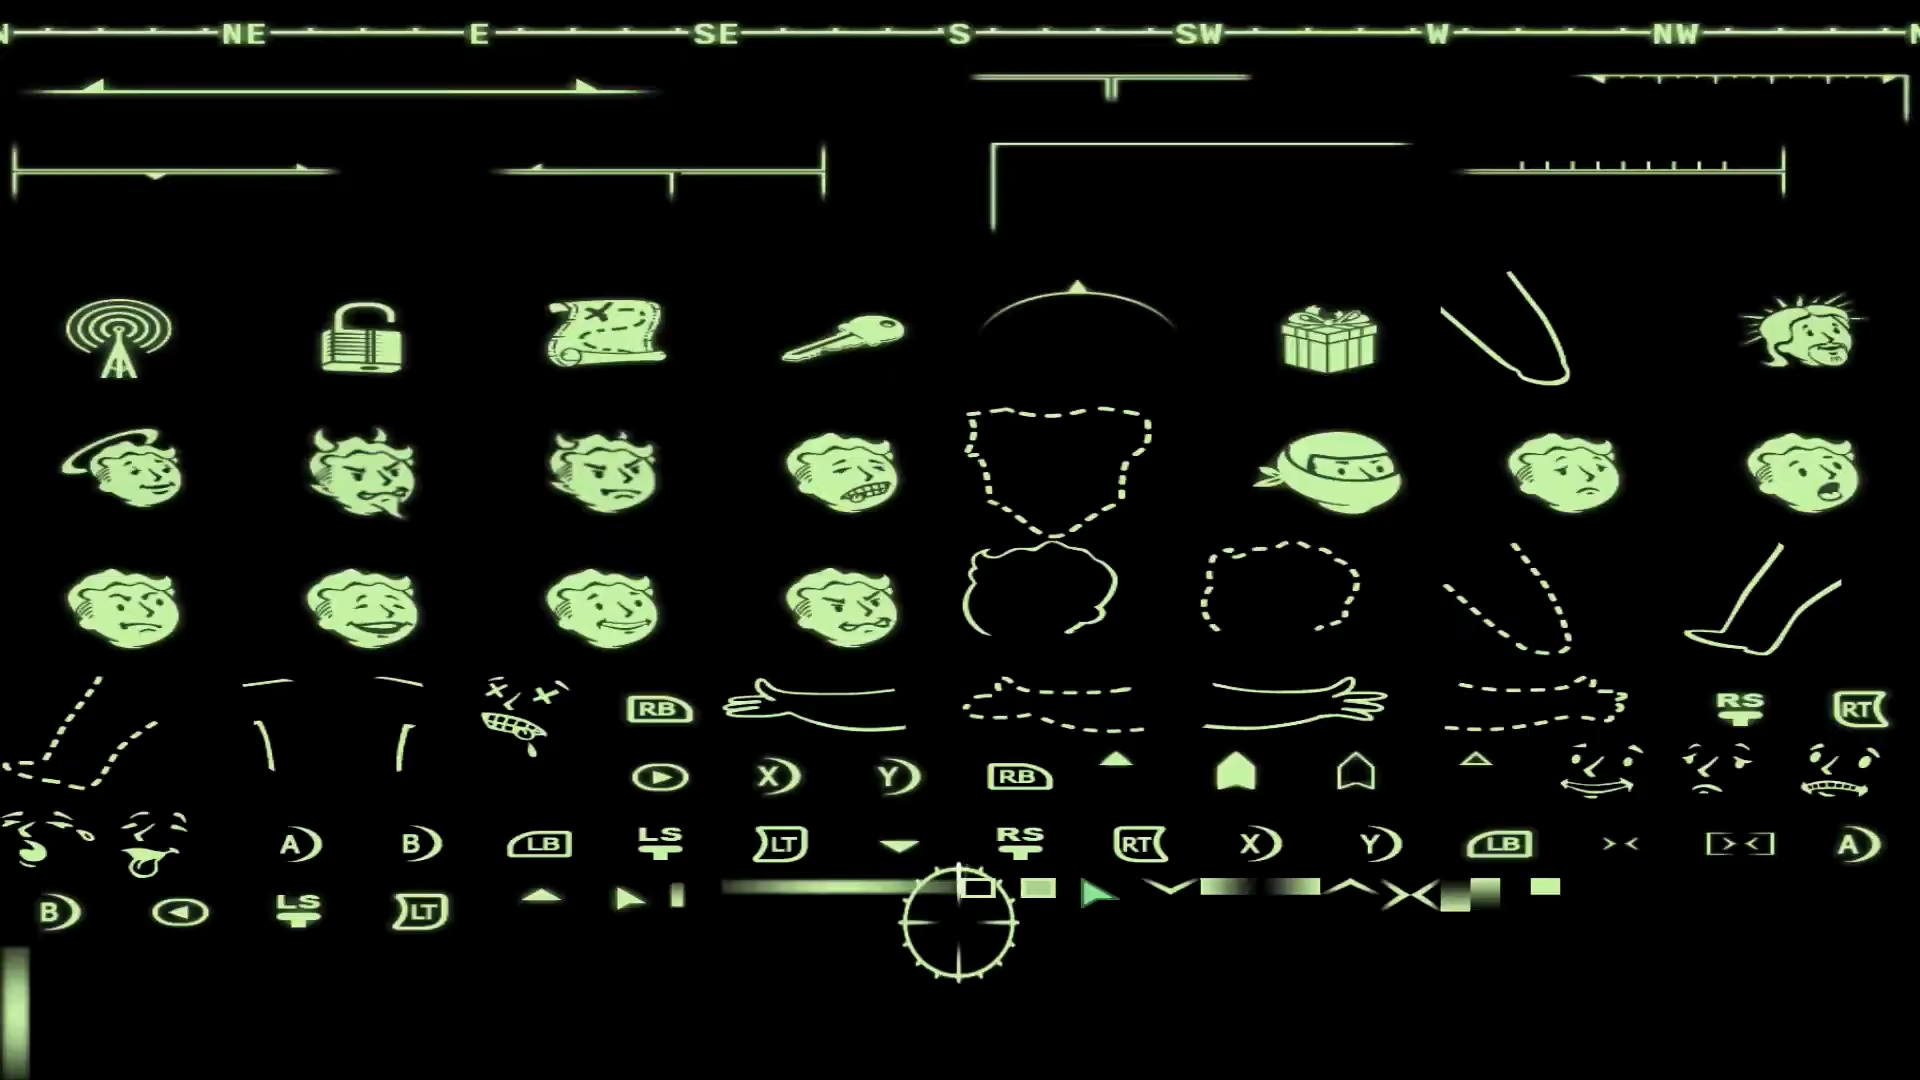 N NE E SE S SW W NW N
RS RT
RB
X Y RB
A B LB LS LT RS RT X Y LB A
B LS LT